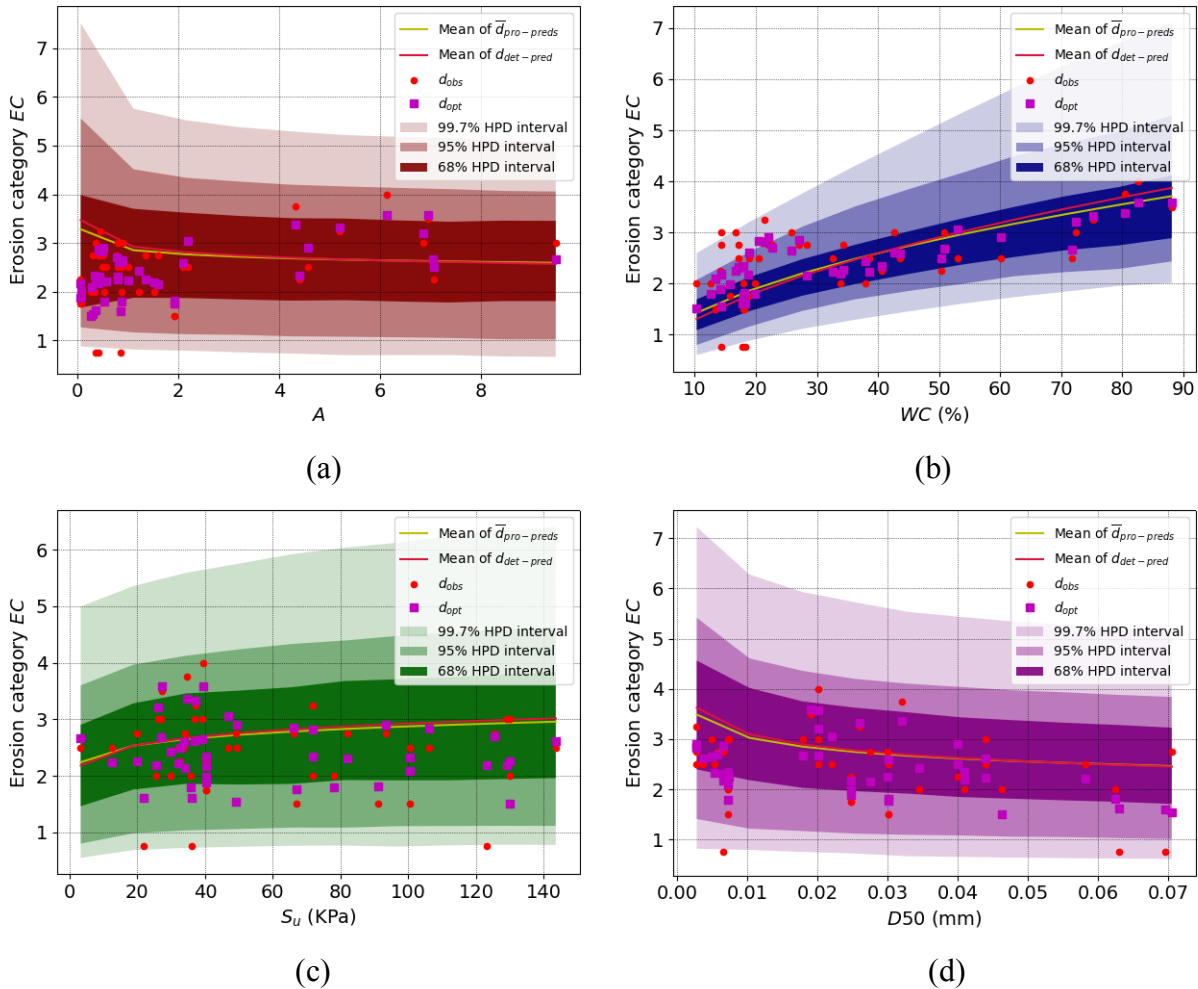 Mean of d̅pro−preds
Mean of ddet−pred
dobs
dopt
99.7% HPD interval
95% HPD interval
68% HPD interval
Erosion category EC
7
6
5
4
3
2
1
0 2 4 6 8
A
(a)
Mean of d̅pro−preds
Mean of ddet−pred
dobs
dopt
99.7% HPD interval
95% HPD interval
68% HPD interval
Erosion category EC
7
6
5
4
3
2
1
10 20 30 40 50 60 70 80 90
WC (%)
(b)
Mean of d̅pro−preds
Mean of ddet−pred
dobs
dopt
99.7% HPD interval
95% HPD interval
68% HPD interval
Erosion category EC
6
5
4
3
2
1
0 20 40 60 80 100 120 140
Su (KPa)
(c)
Mean of d̅pro−preds
Mean of ddet−pred
dobs
dopt
99.7% HPD interval
95% HPD interval
68% HPD interval
Erosion category EC
7
6
5
4
3
2
1
0.00 0.01 0.02 0.03 0.04 0.05 0.06 0.07
D50 (mm)
(d)